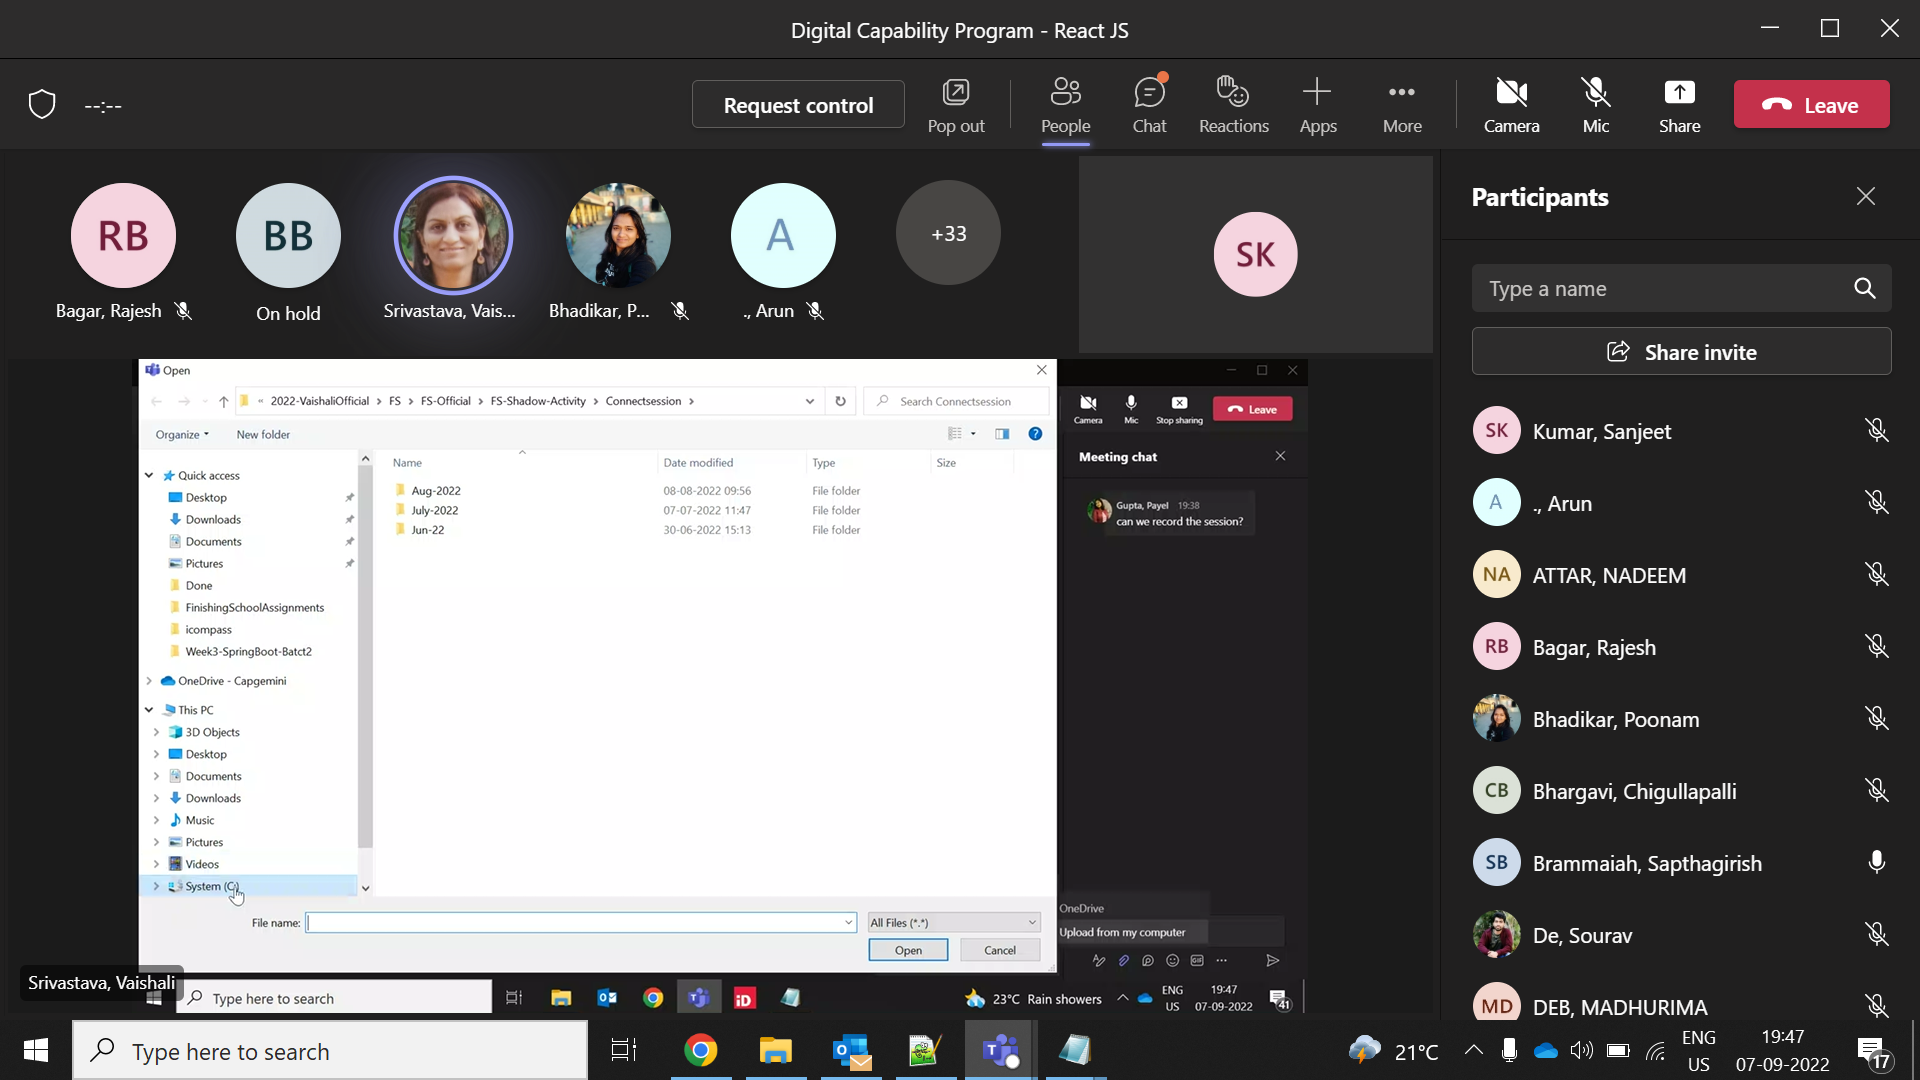 Digital Capability Program - React JS
--:--
Request control
Pop out
People
Chat
Reactions
Apps
More
Camera
Mic
Share
Leave
RB
BB
A
+33
SK
Bagar, Rajesh
On hold
Srivastava, Vais...
Bhadikar, P...
., Arun
Participants
Type a name
Share invite
SK Kumar, Sanjeet
A ., Arun
NA ATTAR, NADEEM
RB Bagar, Rajesh
Bhadikar, Poonam
CB Bhargavi, Chigullapalli
SB Brammaiah, Sapthagirish
De, Sourav
MD DEB, MADHURIMA
Open
« 2022-VaishaliOfficial › FS › FS-Official › FS-Shadow-Activity › Connectsession ›
Search Connectsession
Organize
New folder
Name Date modified Type Size
Aug-2022 08-08-2022 09:56 File folder
July-2022 07-07-2022 11:47 File folder
Jun-22 30-06-2022 15:13 File folder
Quick access
Desktop
Downloads
Documents
Pictures
Done
FinishingSchoolAssignments
icompass
Week3-SpringBoot-Batct2
OneDrive - Capgemini
This PC
3D Objects
Desktop
Documents
Downloads
Music
Pictures
Videos
System (C:)
File name:
All Files (*.*)
Open
Cancel
Camera
Mic
Stop sharing
Leave
Meeting chat
Gupta, Payel 19:38
can we record the session?
OneDrive
Upload from my computer
GIF
Srivastava, Vaishali
Type here to search
iD
23°C Rain showers
ENG
US
19:47
07-09-2022
41
Type here to search
21°C
ENG
US
19:47
07-09-2022
17